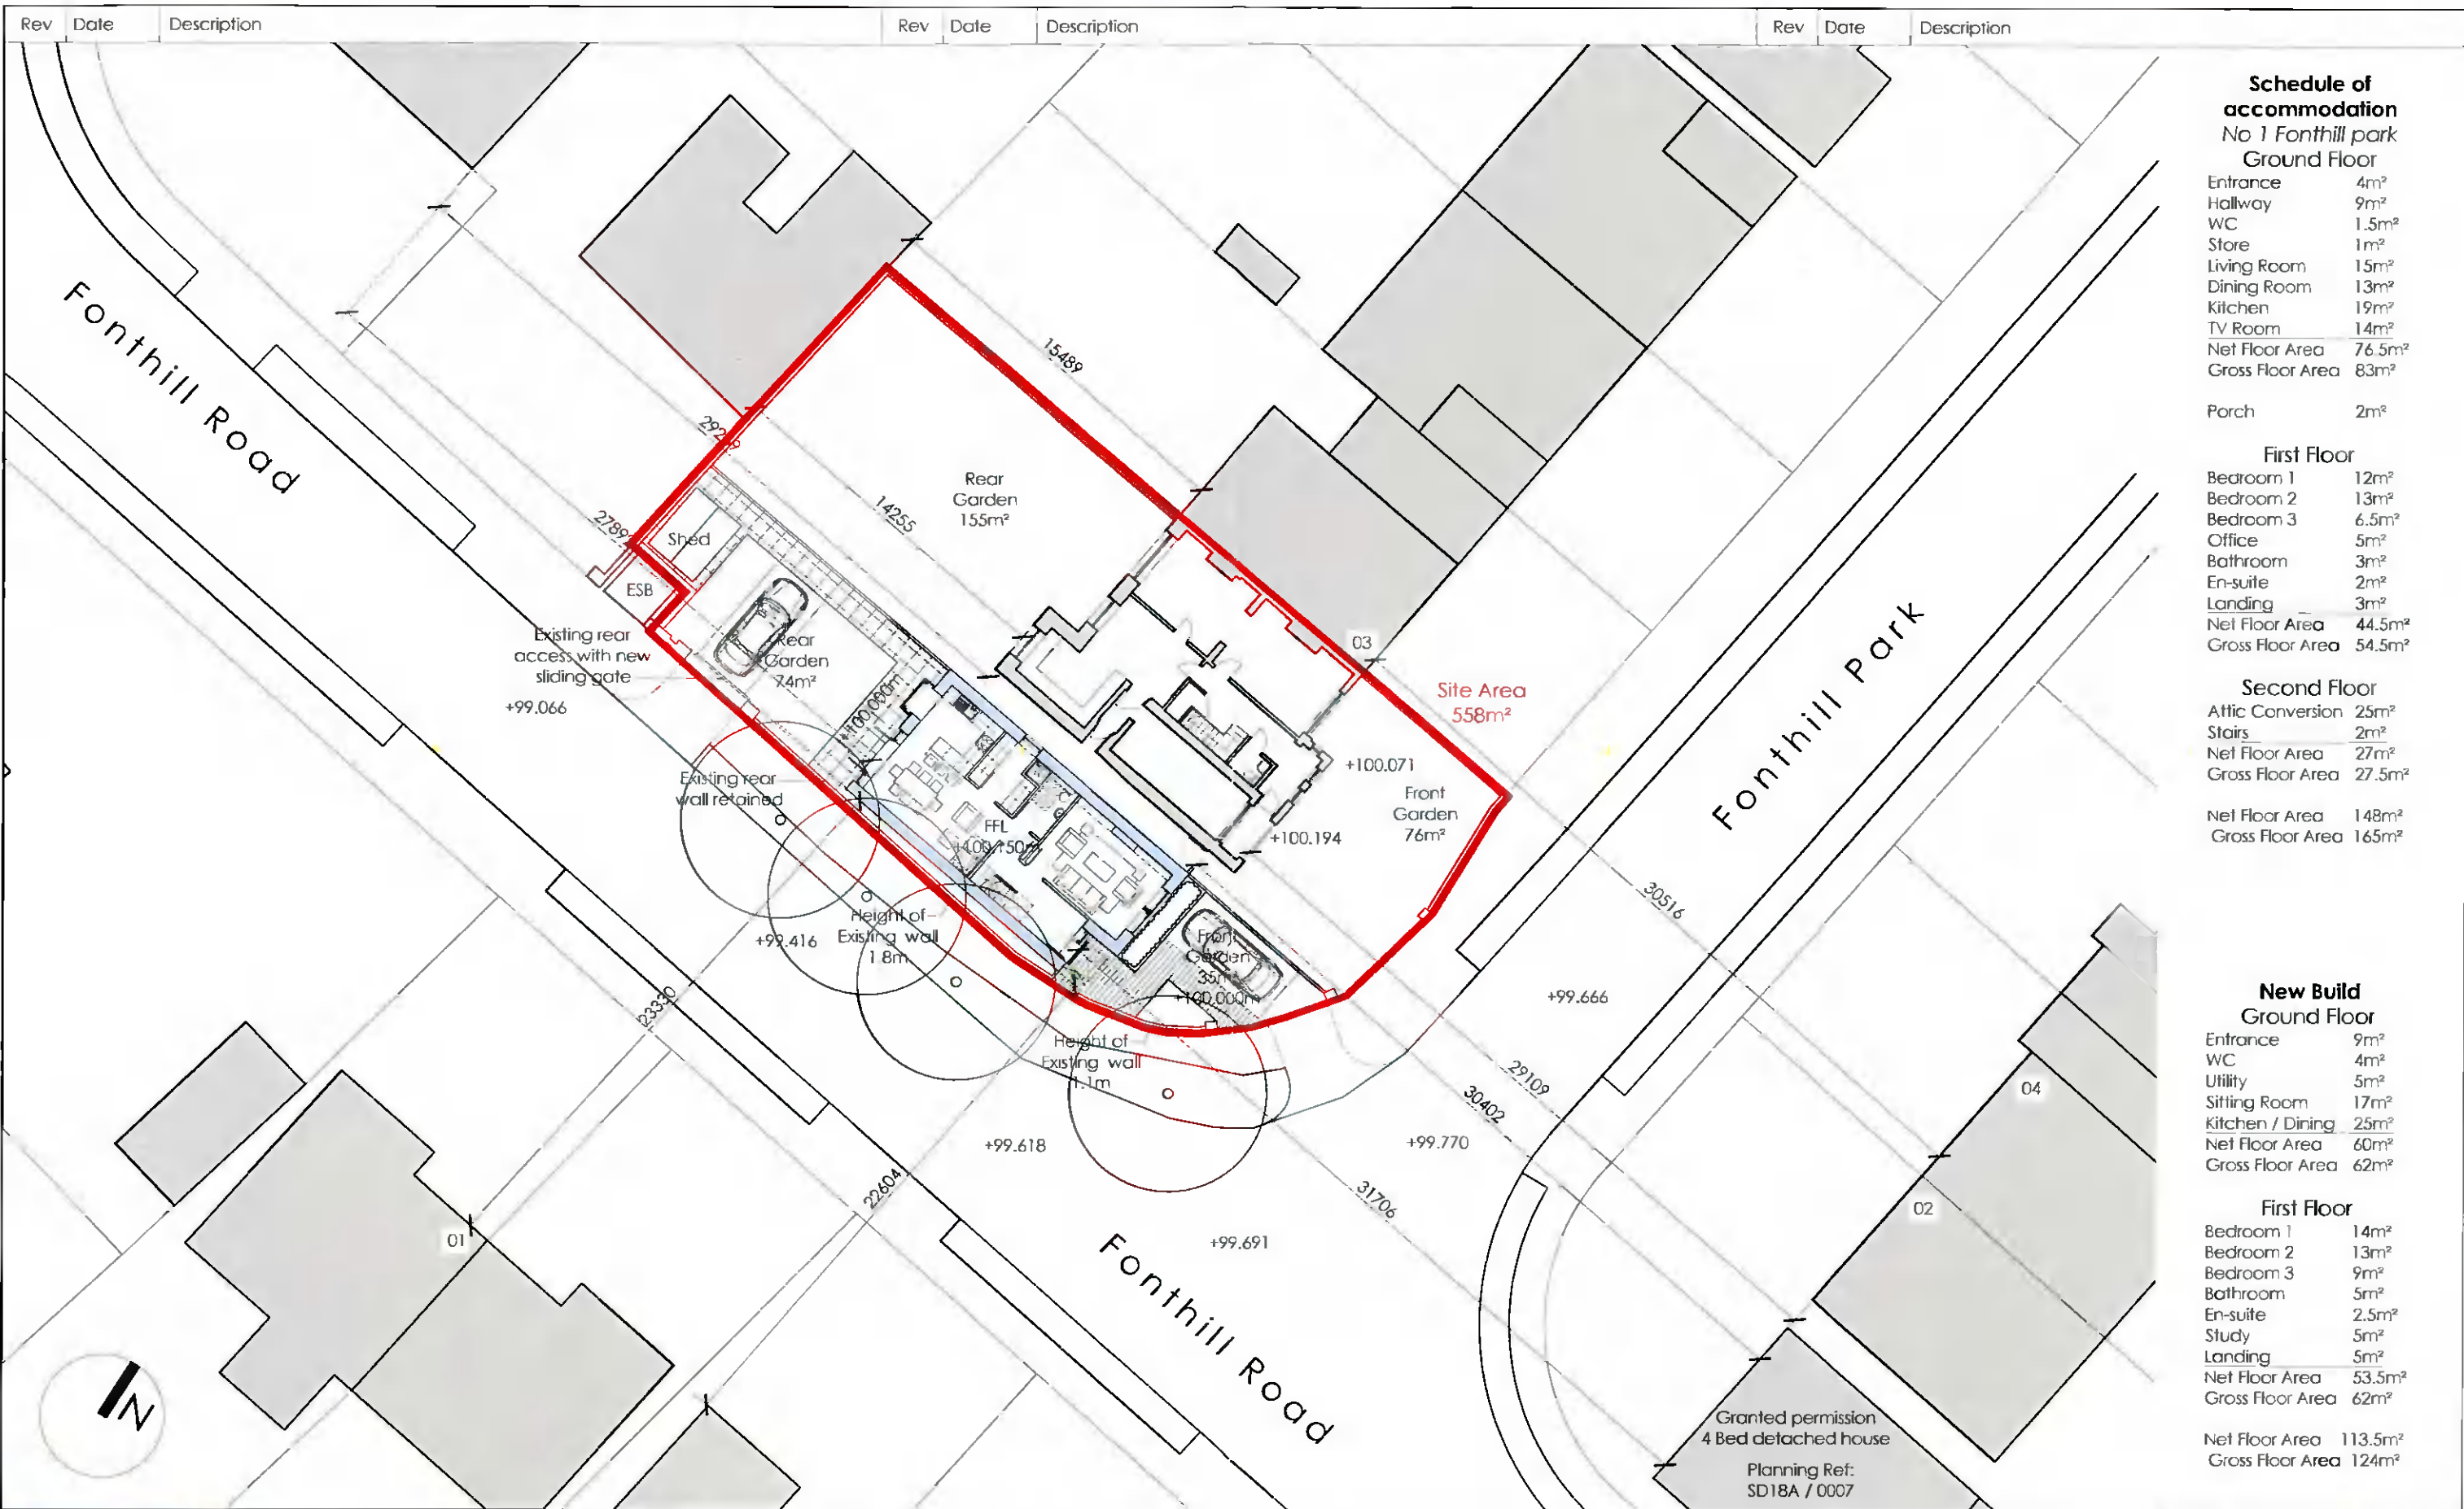 Rev Date Description
Rev Date Description
Rev Date Description
Fonthill Road
15489
14255
Rear
Garden
155m²
Shed
ESB
Existing rear
access with new
sliding gate
+99.066
Rear
Garden
74m²
+100.000m
03
Site Area
558m²
Fonthill Park
+100.071
Front
Garden
76m²
+100.194
Existing rear
wall retained
FFL
+100.150m
Height of
Existing wall
1.8m
+99.416
Front
Garden
35m²
+100.000m
30516
+99.666
23330
Height of
Existing wall
1.1m
29109
30402
+99.618
+99.770
22604
31706
+99.691
01
04
02
Fonthill Road
N
Granted permission
4 Bed detached house
Planning Ref:
SD18A / 0007
Schedule of
accommodation
No 1 Fonthill park
Ground Floor
Entrance 4m²
Hallway 9m²
WC 1.5m²
Store 1m²
Living Room 15m²
Dining Room 13m²
Kitchen 19m²
TV Room 14m²
Net Floor Area 76.5m²
Gross Floor Area 83m²
Porch 2m²
First Floor
Bedroom 1 12m²
Bedroom 2 13m²
Bedroom 3 6.5m²
Office 5m²
Bathroom 3m²
En-suite 2m²
Landing 3m²
Net Floor Area 44.5m²
Gross Floor Area 54.5m²
Second Floor
Attic Conversion 25m²
Stairs 2m²
Net Floor Area 27m²
Gross Floor Area 27.5m²
Net Floor Area 148m²
Gross Floor Area 165m²
New Build
Ground Floor
Entrance 9m²
WC 4m²
Utility 5m²
Sitting Room 17m²
Kitchen / Dining 25m²
Net Floor Area 60m²
Gross Floor Area 62m²
First Floor
Bedroom 1 14m²
Bedroom 2 13m²
Bedroom 3 9m²
Bathroom 5m²
En-suite 2.5m²
Study 5m²
Landing 5m²
Net Floor Area 53.5m²
Gross Floor Area 62m²
Net Floor Area 113.5m²
Gross Floor Area 124m²